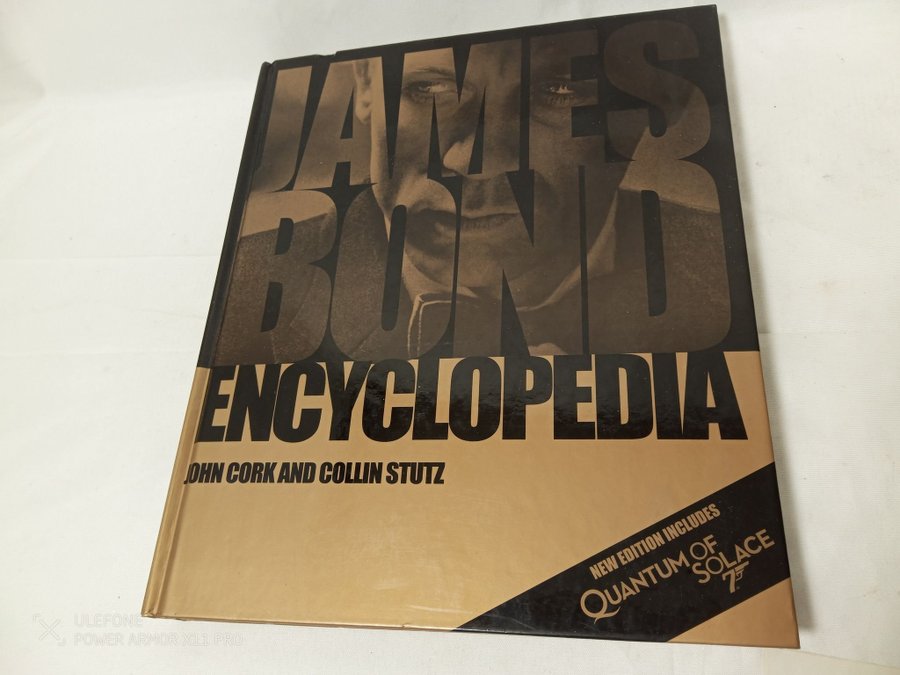 JAMES
BOND
ENCYCLOPEDIA
JOHN CORK AND COLLIN STUTZ
NEW EDITION INCLUDES
QUANTUM OF
SOLACE
007
ULEFONE
POWER ARMOR X11 PRO